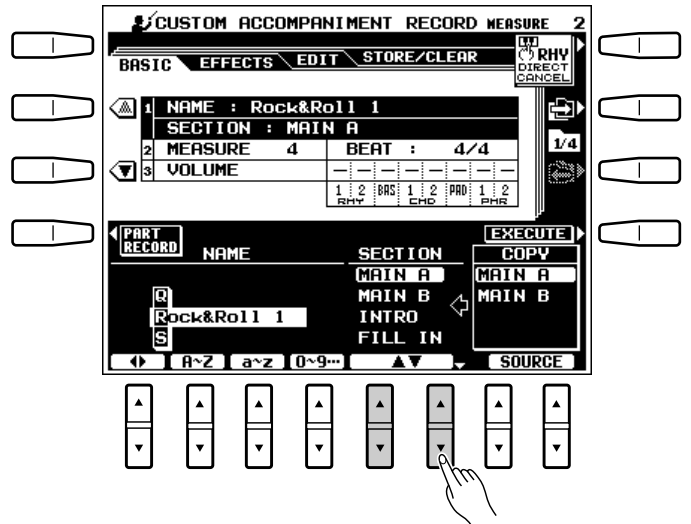 CUSTOM ACCOMPANIMENT RECORD MEASURE 2
BASIC EFFECTS EDIT STORE/CLEAR
RHY
DIRECT
CANCEL
1 NAME : Rock&Roll 1
SECTION : MAIN A
2 MEASURE 4 BEAT : 4/4
1/4
3 VOLUME
1 2 BAS 1 2 PAD 1 2
RHY CHD PHR
PART
RECORD
EXECUTE
NAME SECTION COPY
MAIN A MAIN A
Q MAIN B MAIN B
Rock&Roll 1 INTRO
S FILL IN
A~Z a~z 0~9… ▲▼ SOURCE